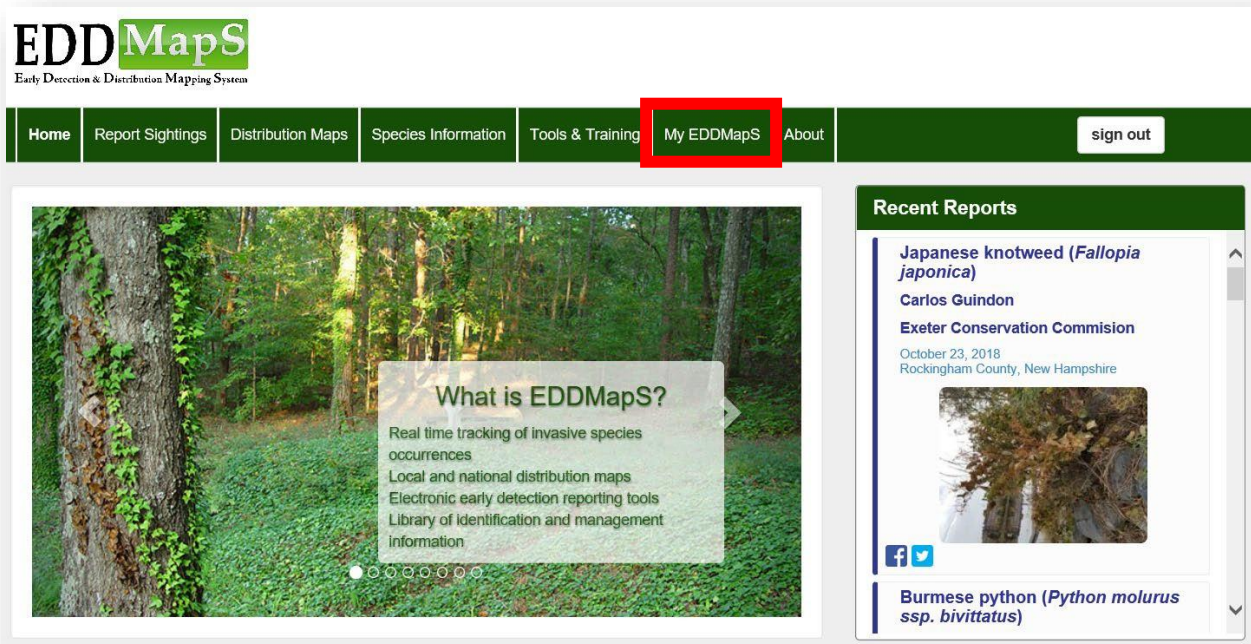 EDDMapS
Early Detection & Distribution Mapping System
Home Report Sightings Distribution Maps Species Information Tools & Training My EDDMapS About sign out
What is EDDMapS?
Real time tracking of invasive species
occurrences
Local and national distribution maps
Electronic early detection reporting tools
Library of identification and management
information
Recent Reports
Japanese knotweed (Fallopia
japonica)
Carlos Guindon
Exeter Conservation Commision
October 23, 2018
Rockingham County, New Hampshire
Burmese python (Python molurus
ssp. bivittatus)